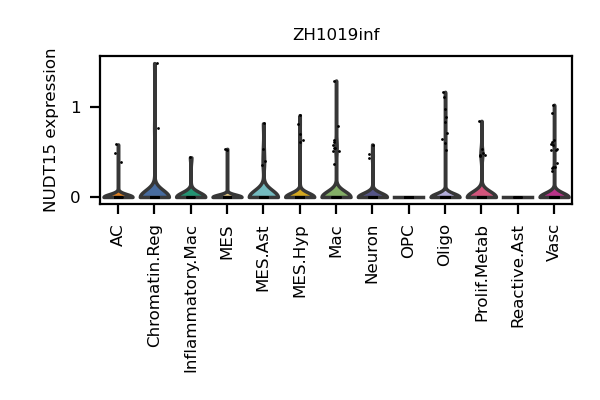 ZH1019inf
NUDT15 expression
1
0
AC
Chromatin.Reg
Inflammatory.Mac
MES
MES.Ast
MES.Hyp
Mac
Neuron
OPC
Oligo
Prolif.Metab
Reactive.Ast
Vasc